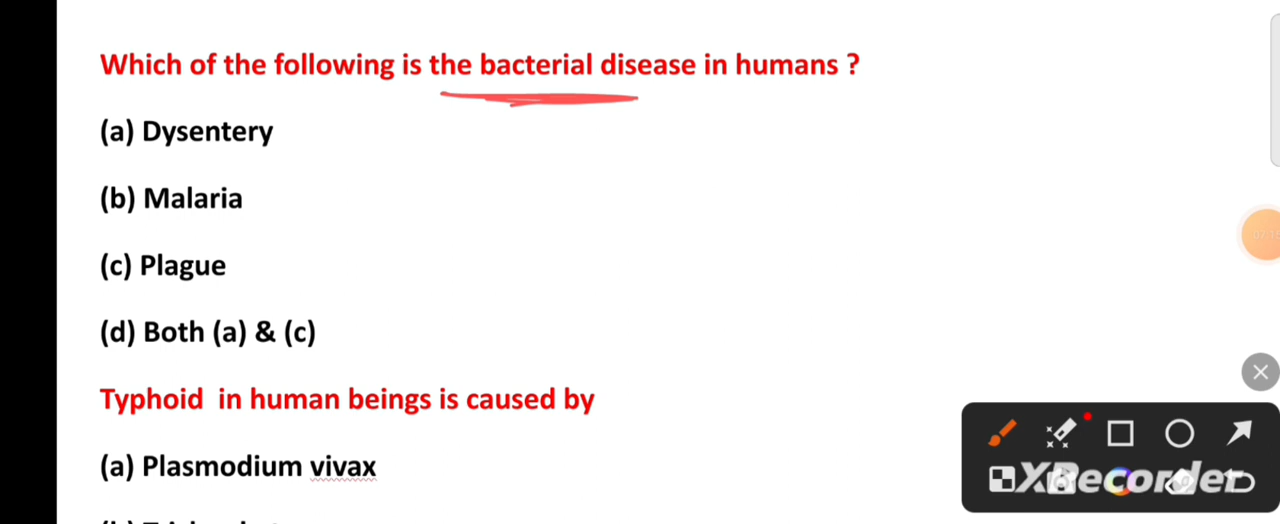 Which of the following is the bacterial disease in humans ?
(a) Dysentery
(b) Malaria
(c) Plague
(d) Both (a) & (c)
Typhoid  in human beings is caused by
(a) Plasmodium vivax
XRecorder